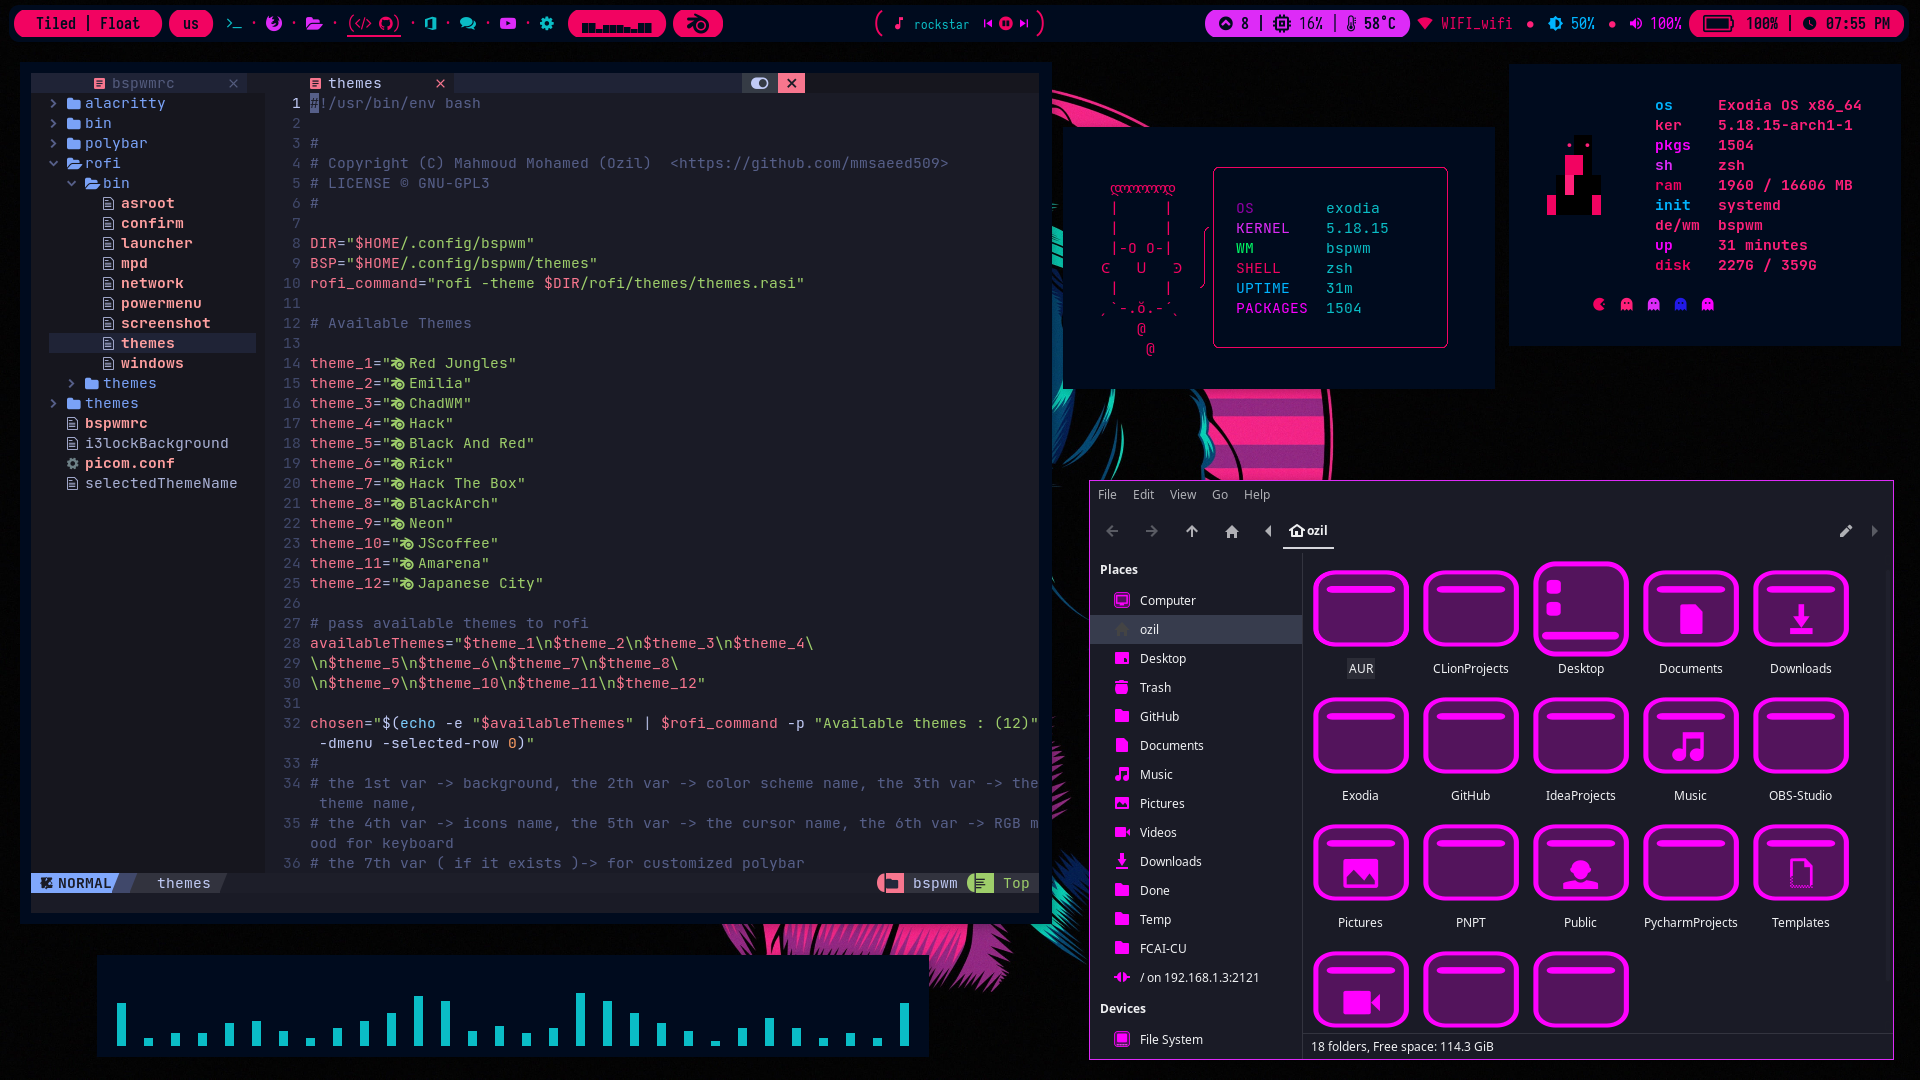 Tiled | Float
us
rockstar
8 | 16% | 58°C
WIFI_wifi
50%
100%
100% | 07:55 PM
bspwmrc
themes
alacritty
bin
polybar
rofi
bin
asroot
confirm
launcher
mpd
network
powermenu
screenshot
themes
windows
themes
themes
bspwmrc
i3lockBackground
picom.conf
selectedThemeName
1 #!/usr/bin/env bash
2
3 #
4 # Copyright (C) Mahmoud Mohamed (Ozil)  <https://github.com/mmsaeed509>
5 # LICENSE © GNU-GPL3
6 #
7
8 DIR="$HOME/.config/bspwm"
9 BSP="$HOME/.config/bspwm/themes"
10 rofi_command="rofi -theme $DIR/rofi/themes/themes.rasi"
11
12 # Available Themes
13
14 theme_1="Red Jungles"
15 theme_2="Emilia"
16 theme_3="ChadWM"
17 theme_4="Hack"
18 theme_5="Black And Red"
19 theme_6="Rick"
20 theme_7="Hack The Box"
21 theme_8="BlackArch"
22 theme_9="Neon"
23 theme_10="JScoffee"
24 theme_11="Amarena"
25 theme_12="Japanese City"
26
27 # pass available themes to rofi
28 availableThemes="$theme_1\n$theme_2\n$theme_3\n$theme_4\
29 \n$theme_5\n$theme_6\n$theme_7\n$theme_8\
30 \n$theme_9\n$theme_10\n$theme_11\n$theme_12"
31
32 chosen="$(echo -e "$availableThemes" | $rofi_command -p "Available themes : (12)"
-dmenu -selected-row 0)"
33 #
34 # the 1st var -> background, the 2th var -> color scheme name, the 3th var -> the
theme name,
35 # the 4th var -> icons name, the 5th var -> the cursor name, the 6th var -> RGB m
ood for keyboard
36 # the 7th var ( if it exists )-> for customized polybar
NORMAL
themes
bspwm
Top
OS exodia
KERNEL 5.18.15
WM bspwm
SHELL zsh
UPTIME 31m
PACKAGES 1504
os Exodia OS x86_64
ker 5.18.15-arch1-1
pkgs 1504
sh zsh
ram 1960 / 16606 MB
init systemd
de/wm bspwm
up 31 minutes
disk 227G / 359G
File Edit View Go Help
ozil
Places
Computer
ozil
Desktop
Trash
GitHub
Documents
Music
Pictures
Videos
Downloads
Done
Temp
FCAI-CU
/ on 192.168.1.3:2121
Devices
File System
AUR CLionProjects Desktop Documents Downloads
Exodia GitHub IdeaProjects Music OBS-Studio
Pictures PNPT Public PycharmProjects Templates
18 folders, Free space: 114.3 GiB